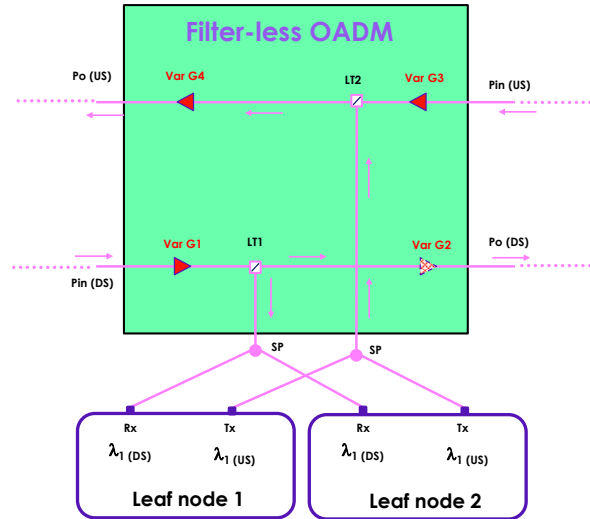 Filter-less OADM
Po (US)
Var G4
LT2
Var G3
Pin (US)
Var G1
LT1
Var G2
Po (DS)
Pin (DS)
SP
SP
Rx
Tx
Rx
Tx
λ1 (DS)
λ1 (US)
λ1 (DS)
λ1 (US)
Leaf node 1
Leaf node 2